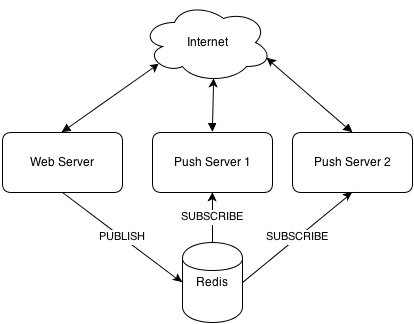 Internet
Web Server
Push Server 1
Push Server 2
SUBSCRIBE
PUBLISH
SUBSCRIBE
Redis